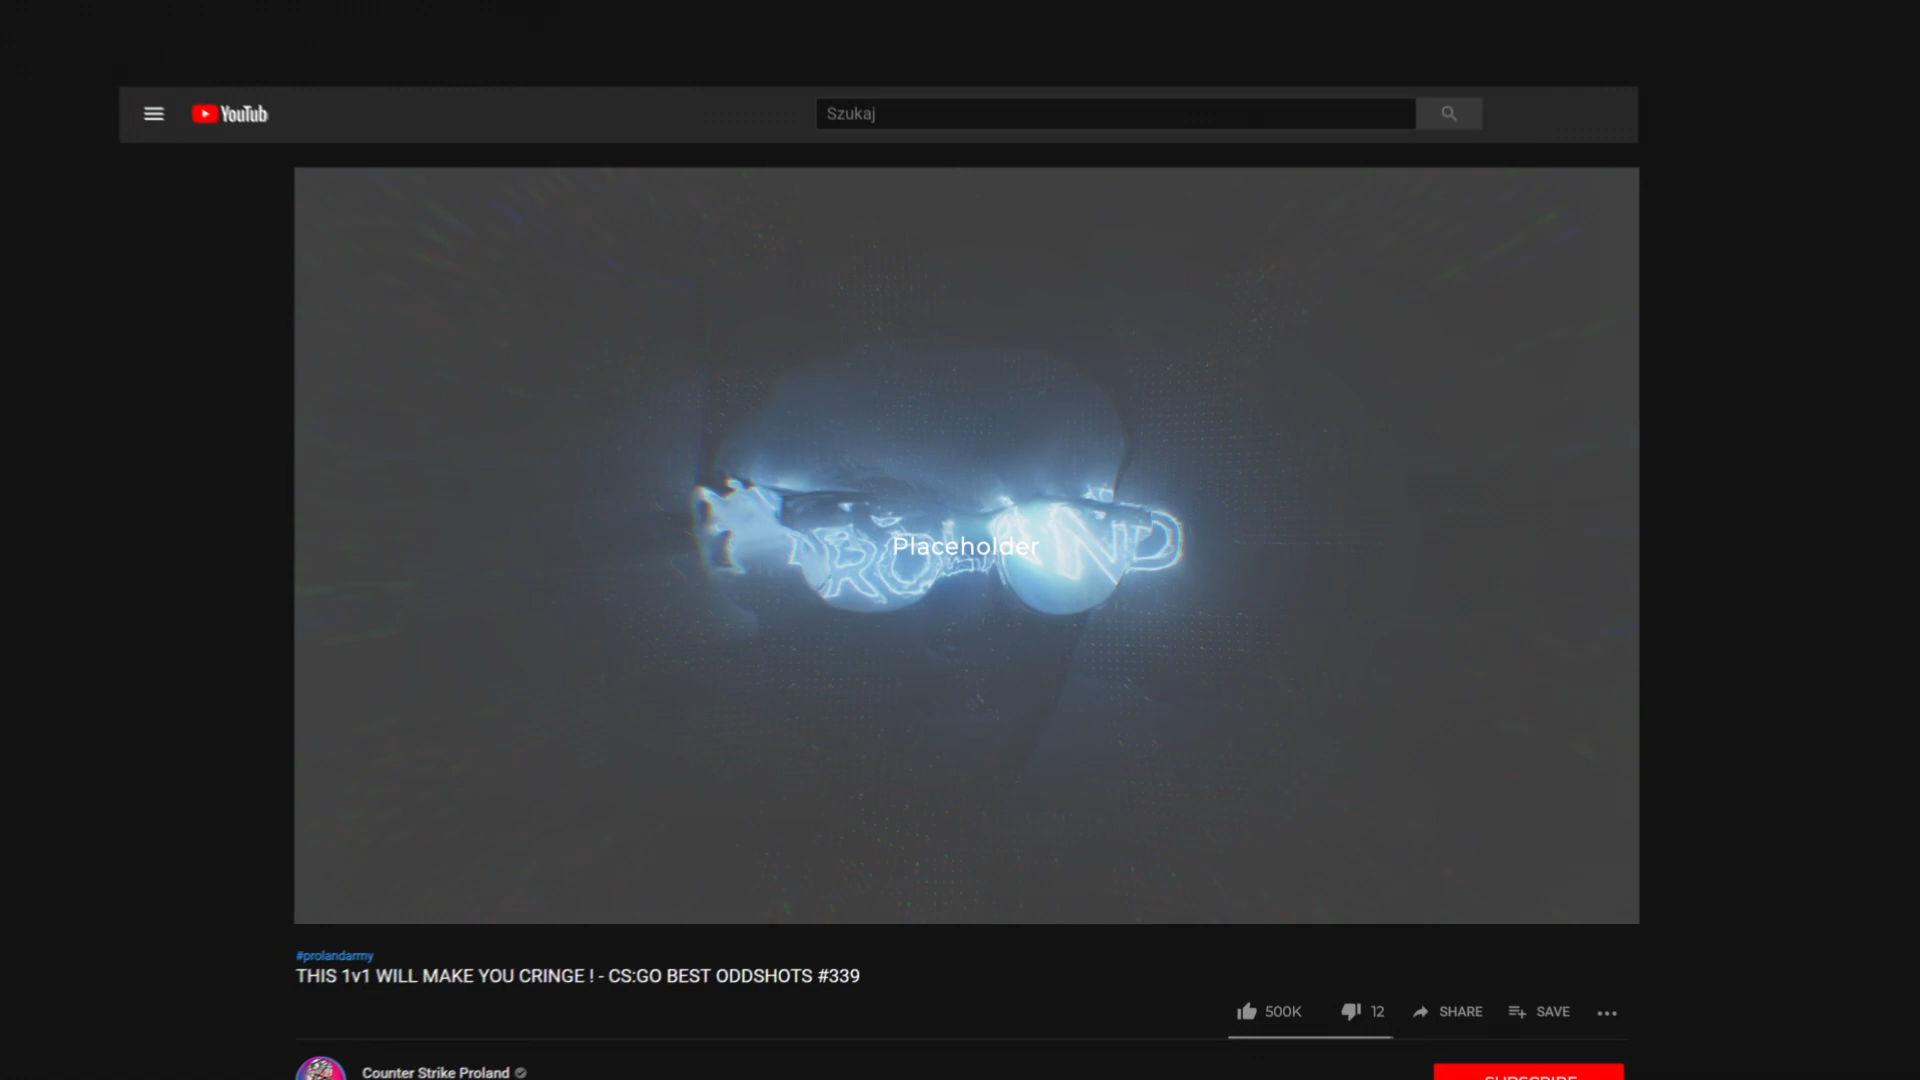 YouTub
Szukaj
PROLAND
Placeholder
#prolandarmy
THIS 1v1 WILL MAKE YOU CRINGE ! - CS:GO BEST ODDSHOTS #339
500K 12 SHARE SAVE
Counter Strike Proland
SUBSCRIBE